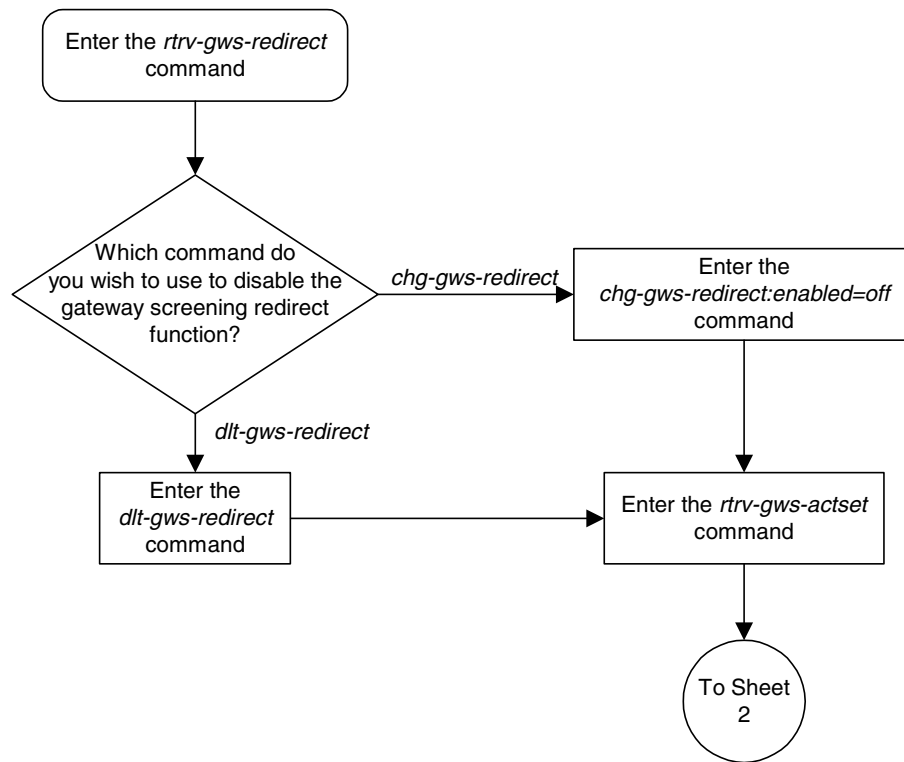 Enter the rtrv-gws-redirect
command
Which command do
you wish to use to disable the
gateway screening redirect
function?
chg-gws-redirect
Enter the
chg-gws-redirect:enabled=off
command
dlt-gws-redirect
Enter the
dlt-gws-redirect
command
Enter the rtrv-gws-actset
command
To Sheet
2